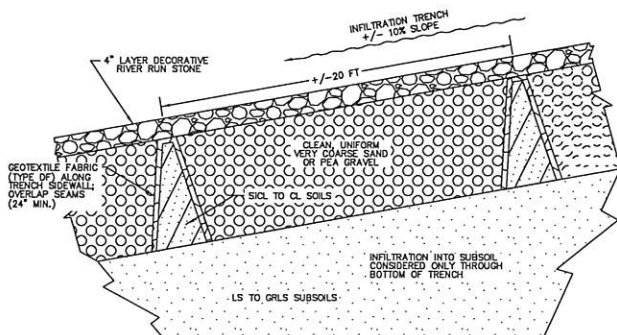 INFILTRATION TRENCH
+/- 10% SLOPE
4" LAYER DECORATIVE
RIVER RUN STONE
+/-20 FT
CLEAN, UNIFORM
VERY COARSE SAND
OR PEA GRAVEL
GEOTEXTILE FABRIC
(TYPE DF) ALONG
TRENCH SIDEWALL;
OVERLAP SEAMS
(24" MIN.)
SICL TO CL SOILS
INFILTRATION INTO SUBSOIL
CONSIDERED ONLY THROUGH
BOTTOM OF TRENCH
LS TO GRLS SUBSOILS